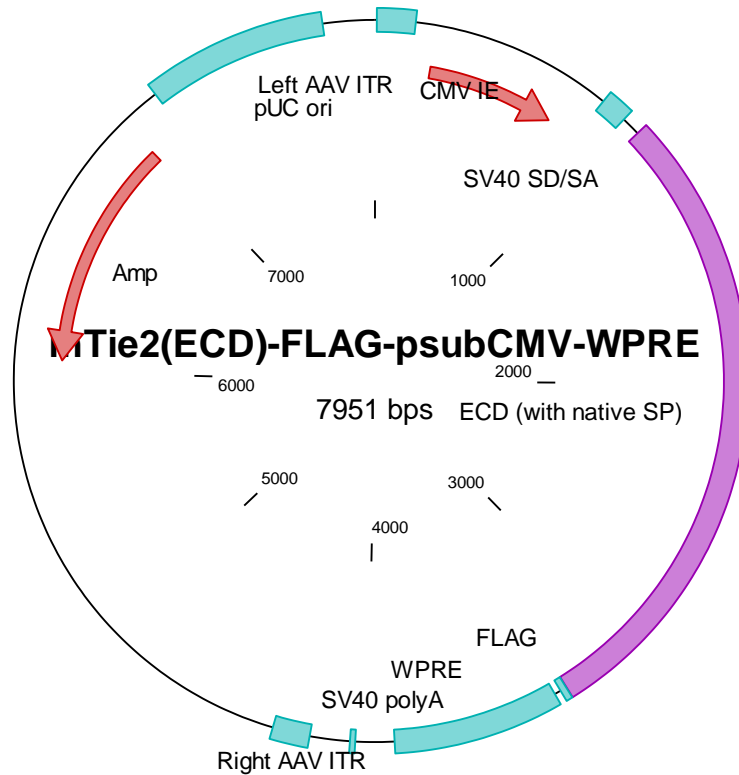 Left AAV ITR
CMV IE
pUC ori
SV40 SD/SA
Amp
7000
1000
mTie2(ECD)-FLAG-psubCMV-WPRE
6000
2000
7951 bps
ECD (with native SP)
5000
3000
4000
FLAG
WPRE
SV40 polyA
Right AAV ITR